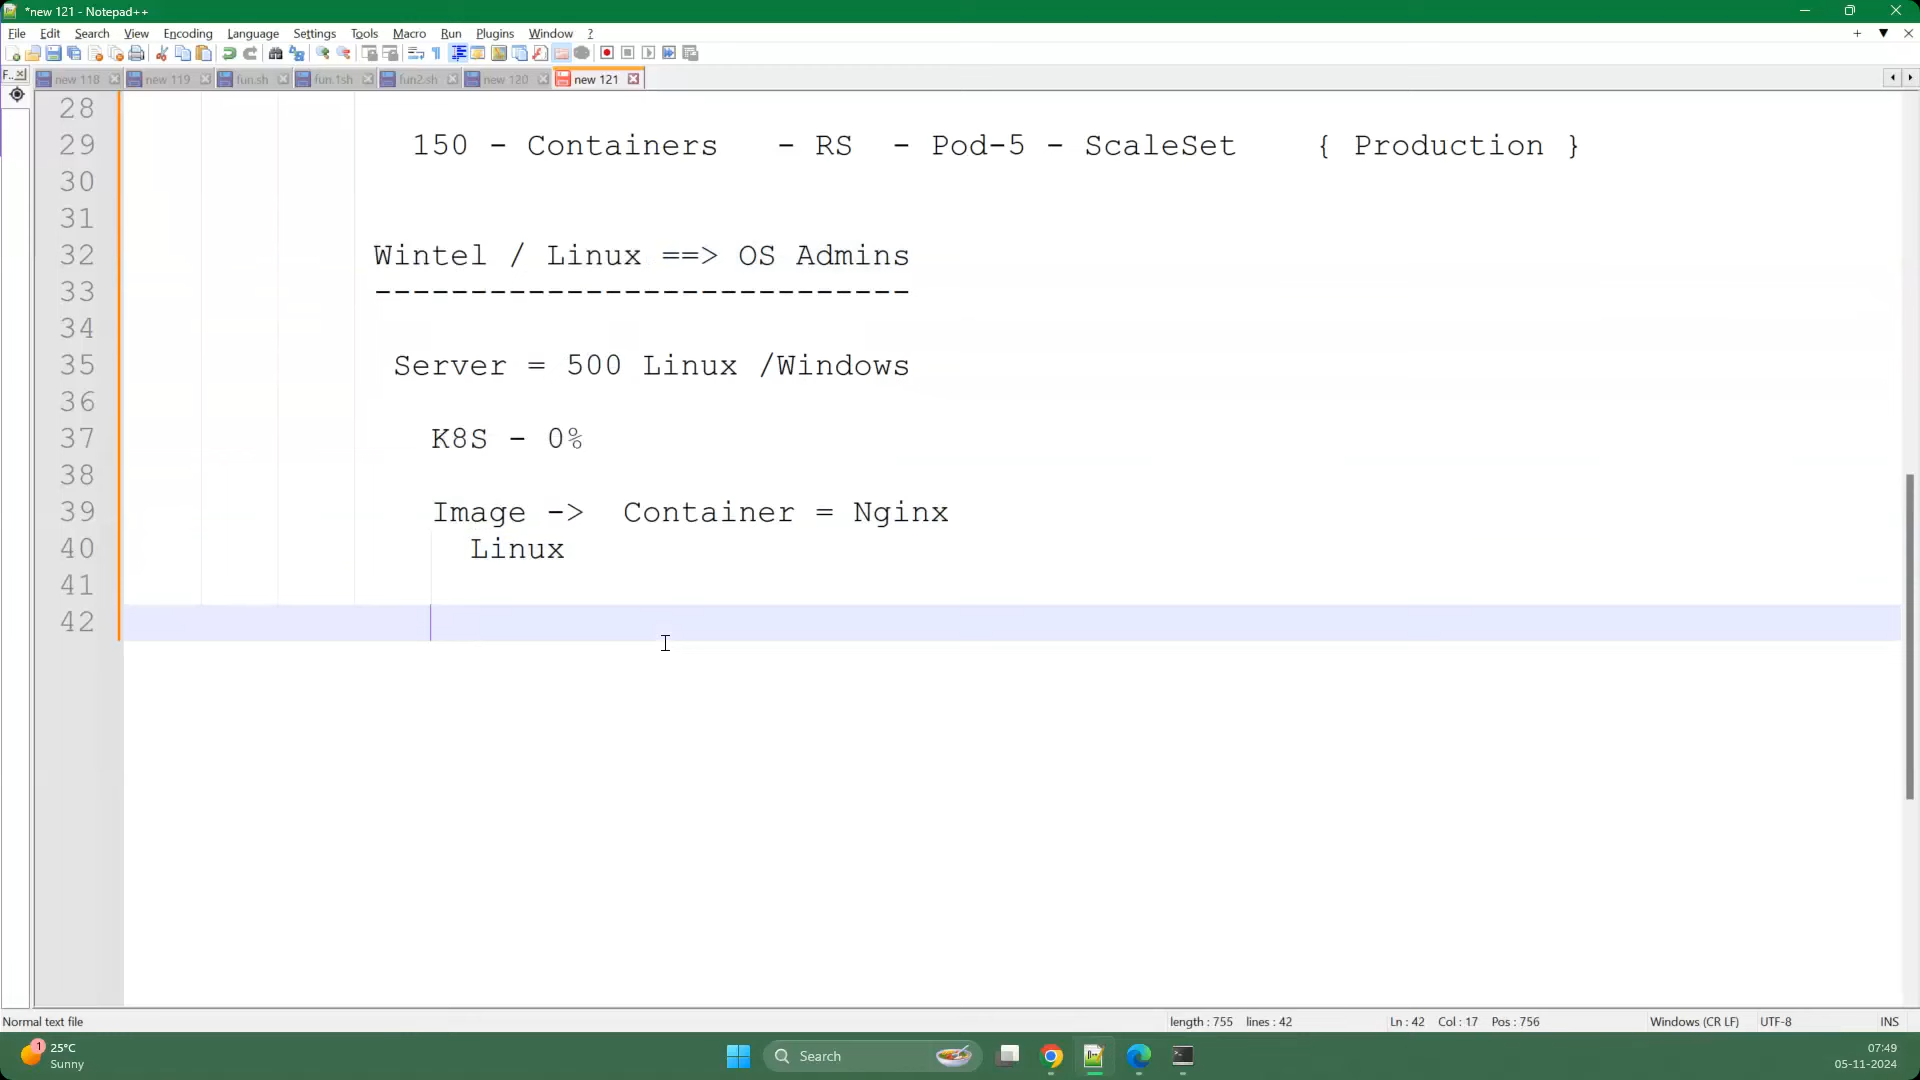 *new 121 - Notepad++
File Edit Search View Encoding Language Settings Tools Macro Run Plugins Window ?
F..
new 118 new 119 fun.sh fun.1sh fun2.sh new 120 new 121
28
29 150 - Containers - RS - Pod-5 - ScaleSet { Production }
30
31
32 Wintel / Linux ==> OS Admins
33 ----------------------------
34
35 Server = 500 Linux /Windows
36
37 K8S - 0%
38
39 Image -> Container = Nginx
40 Linux
41
42
Normal text file length : 755 lines : 42 Ln : 42 Col : 17 Pos : 756 Windows (CR LF) UTF-8 INS
1 25°C
Sunny
Search
07:49
05-11-2024